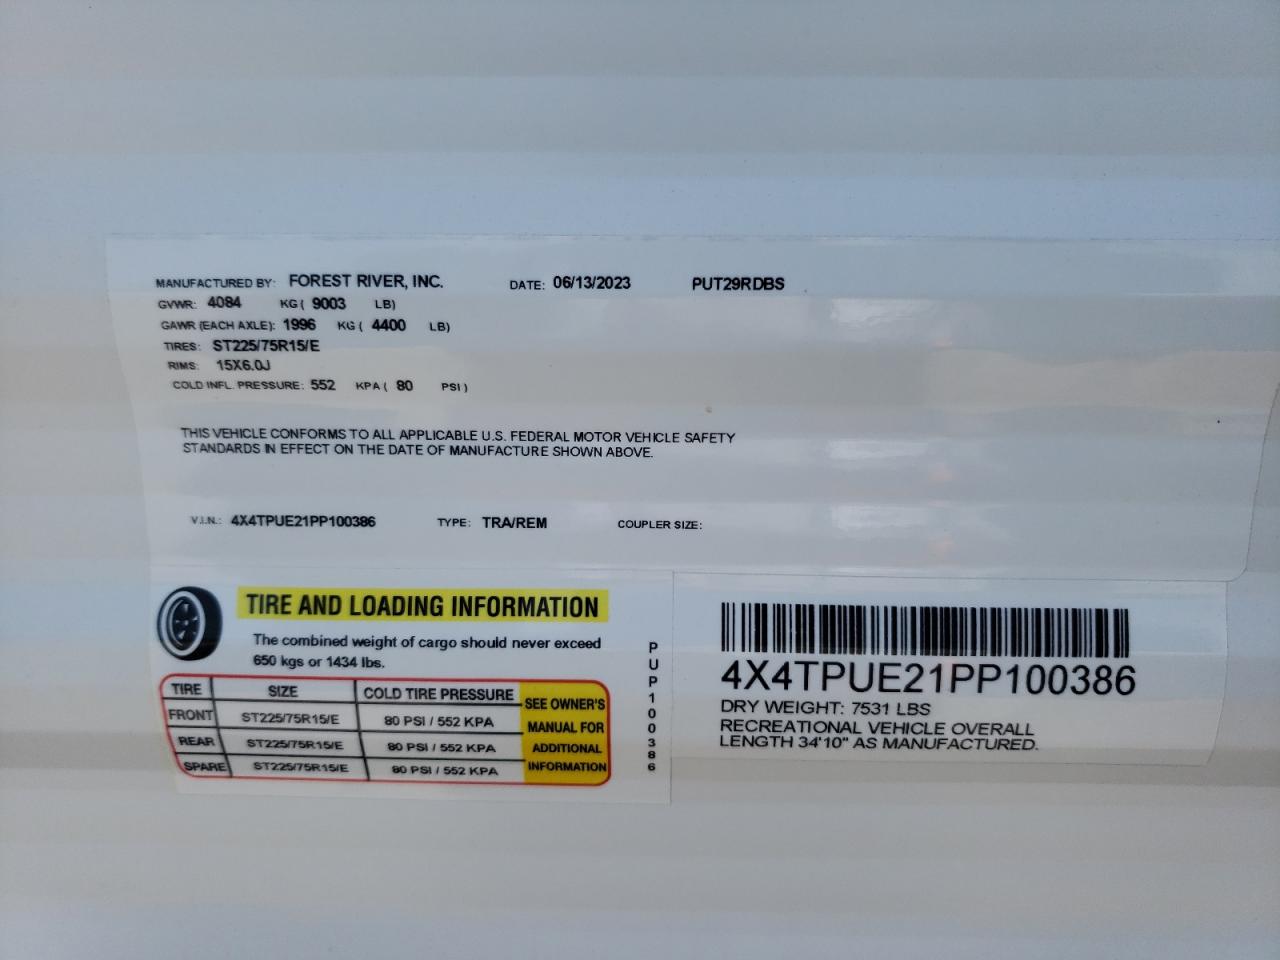 MANUFACTURED BY: FOREST RIVER, INC. DATE: 06/13/2023 PUT29RDBS
GVWR: 4084 KG ( 9003 LB)
GAWR (EACH AXLE): 1996 KG ( 4400 LB)
TIRES: ST225/75R15/E
RIMS: 15X6.0J
COLD INFL. PRESSURE: 552 KPA ( 80 PSI )
THIS VEHICLE CONFORMS TO ALL APPLICABLE U.S. FEDERAL MOTOR VEHICLE SAFETY
STANDARDS IN EFFECT ON THE DATE OF MANUFACTURE SHOWN ABOVE.
V.I.N.: 4X4TPUE21PP100386 TYPE: TRA/REM COUPLER SIZE:
TIRE AND LOADING INFORMATION
The combined weight of cargo should never exceed
650 kgs or 1434 lbs.
TIRE SIZE COLD TIRE PRESSURE
FRONT ST225/75R15/E 80 PSI / 552 KPA
REAR ST225/75R15/E 80 PSI / 552 KPA
SPARE ST225/75R15/E 80 PSI / 552 KPA
SEE OWNER'S
MANUAL FOR
ADDITIONAL
INFORMATION
PUP100386
4X4TPUE21PP100386
DRY WEIGHT: 7531 LBS
RECREATIONAL VEHICLE OVERALL
LENGTH 34'10" AS MANUFACTURED.